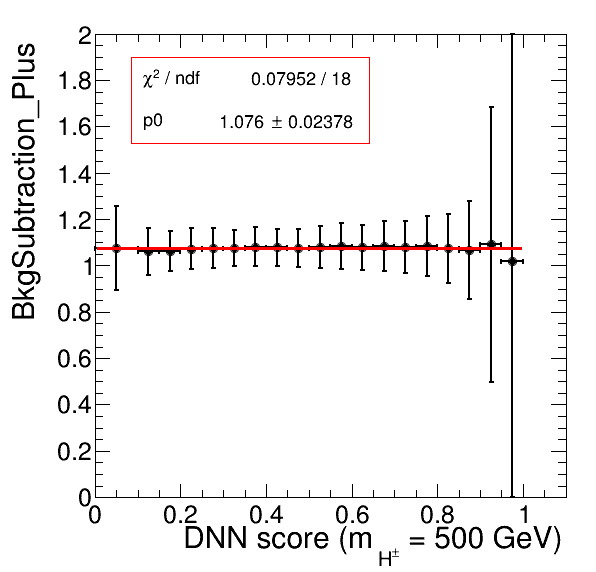 BkgSubtraction_Plus
2
1.8
1.6
1.4
1.2
1
0.8
0.6
0.4
0.2
0
χ² / ndf 0.07952 / 18
p0 1.076 ± 0.02378
0 0.2 0.4 0.6 0.8 1
DNN score (m_H± = 500 GeV)